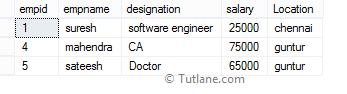 empid empname designation salary Location
1 suresh software engineer 25000 chennai
4 mahendra CA 75000 guntur
5 sateesh Doctor 65000 guntur
© Tutlane.com